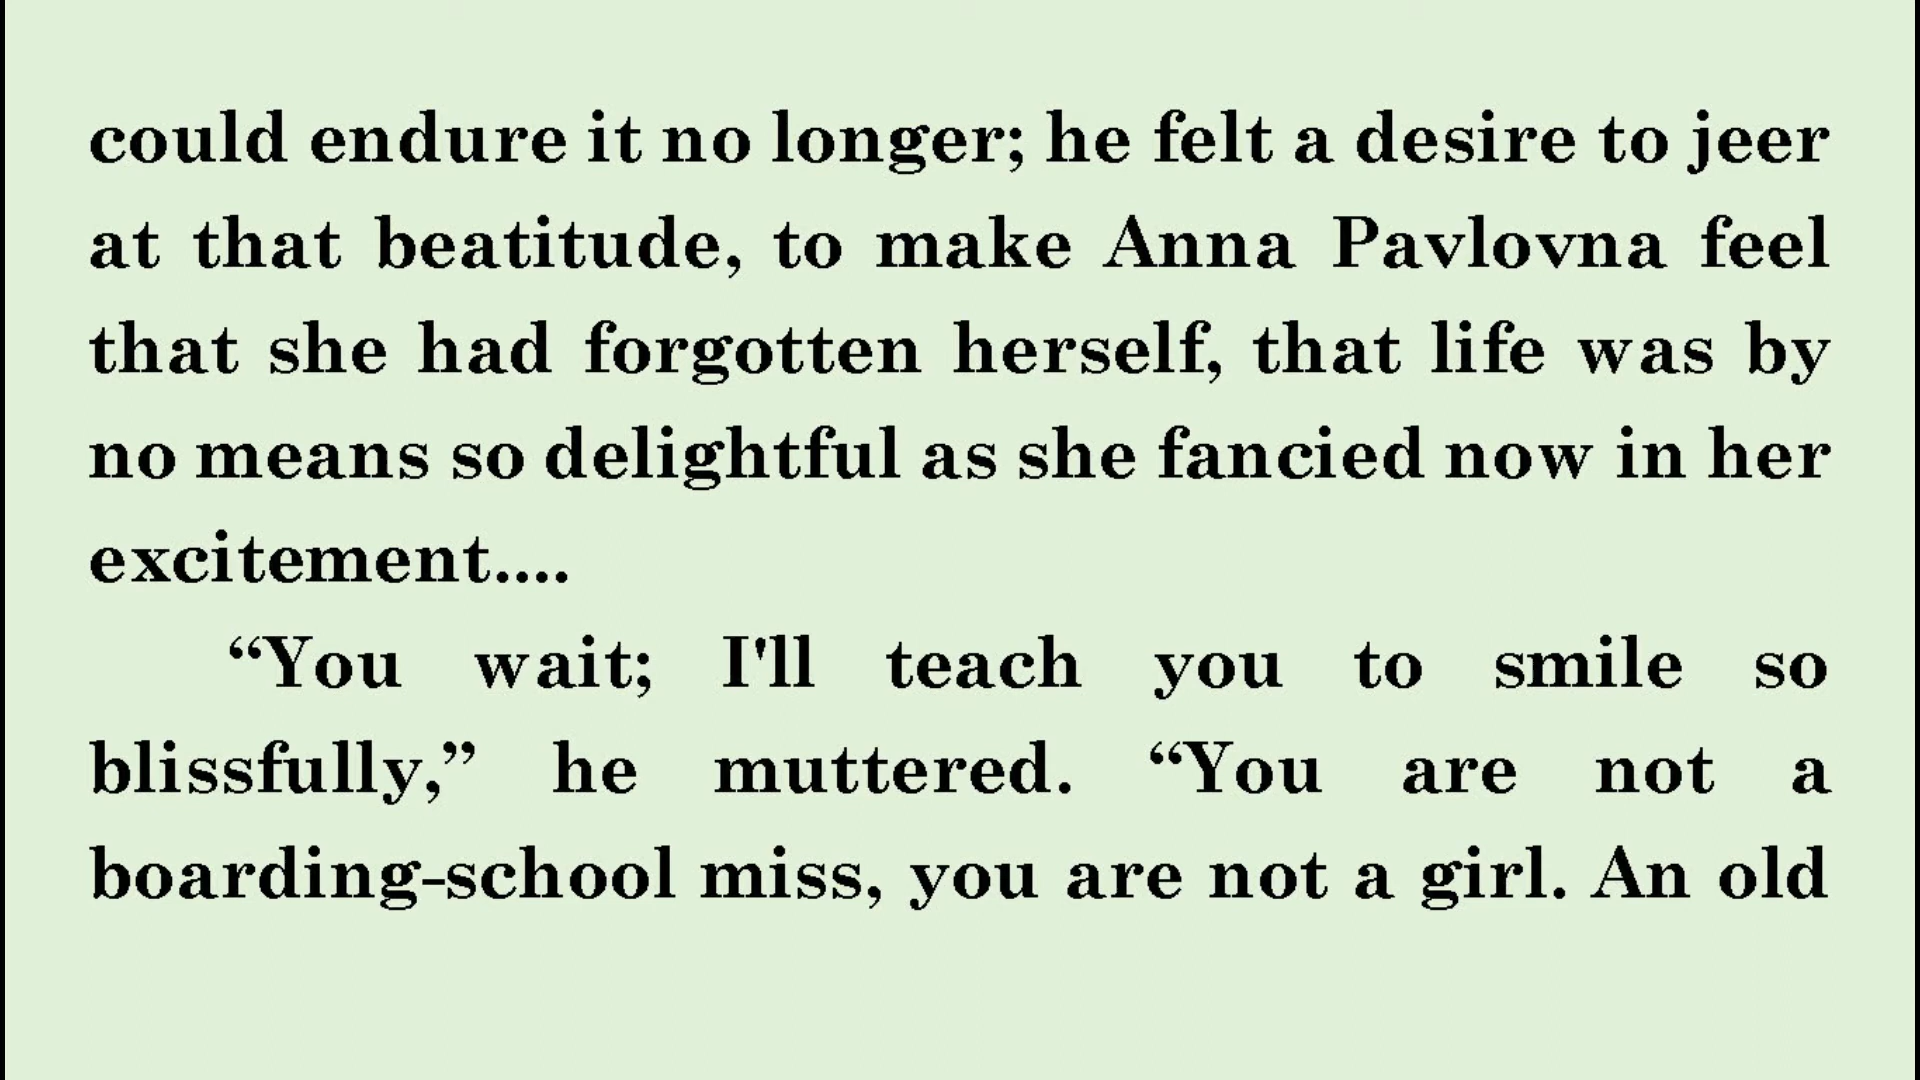 could endure it no longer; he felt a desire to jeer
at that beatitude, to make Anna Pavlovna feel
that she had forgotten herself, that life was by
no means so delightful as she fancied now in her
excitement....
“You wait; I'll teach you to smile so
blissfully,” he muttered. “You are not a
boarding-school miss, you are not a girl. An old